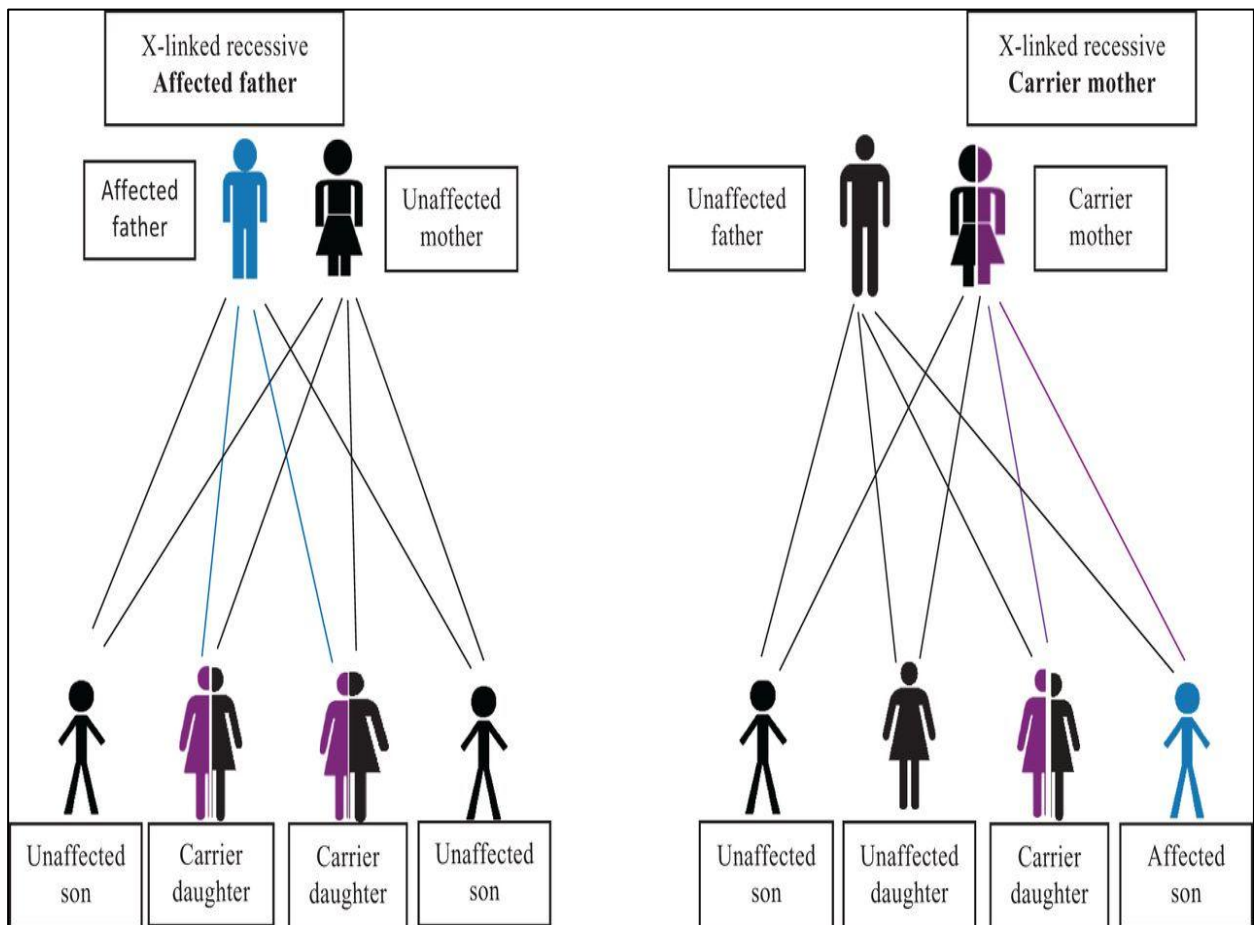 X-linked recessive
Affected father
Affected
father
Unaffected
mother
Unaffected
son
Carrier
daughter
Carrier
daughter
Unaffected
son
X-linked recessive
Carrier mother
Unaffected
father
Carrier
mother
Unaffected
son
Unaffected
daughter
Carrier
daughter
Affected
son